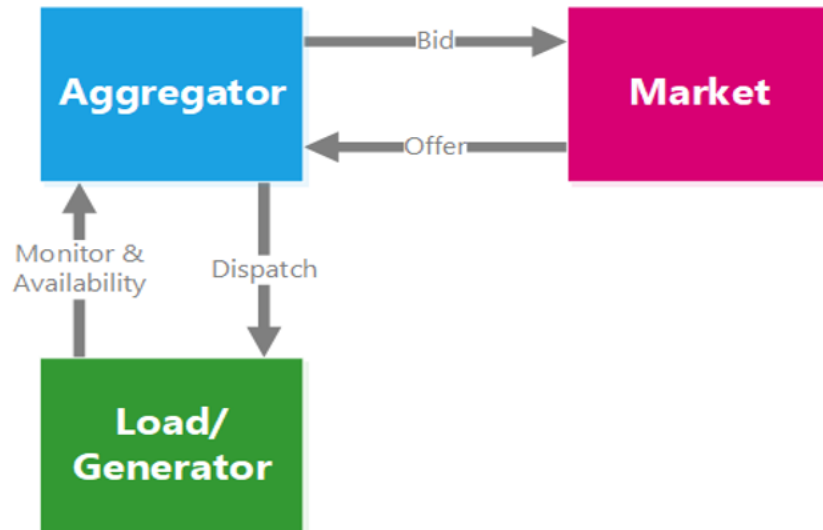 Aggregator
Bid
Market
Offer
Monitor &
Availability
Dispatch
Load/
Generator